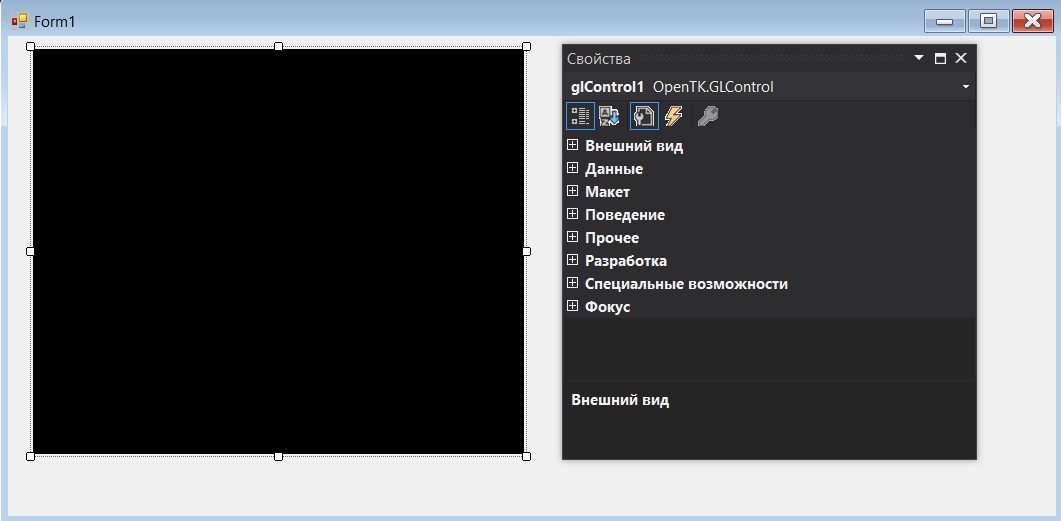 Form1
Свойства
glControl1 OpenTK.GLControl
Внешний вид
Данные
Макет
Поведение
Прочее
Разработка
Специальные возможности
Фокус
Внешний вид